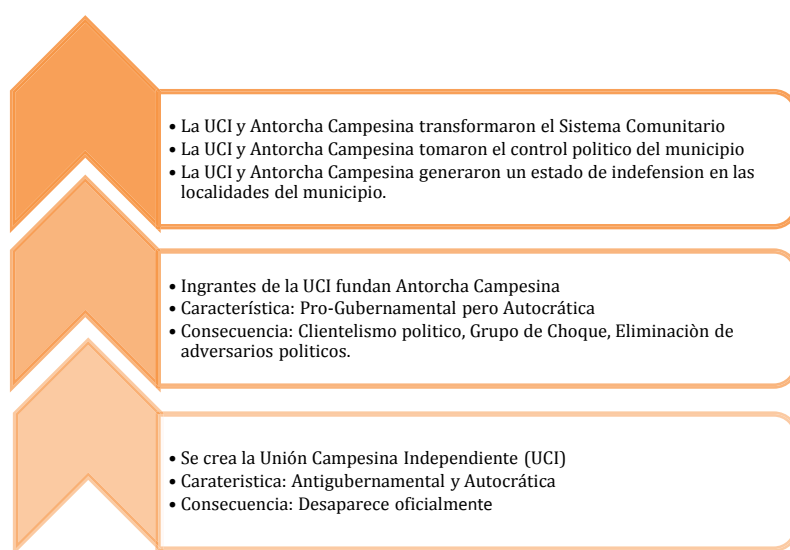 • La UCI y Antorcha Campesina transformaron el Sistema Comunitario
• La UCI y Antorcha Campesina tomaron el control politico del municipio
• La UCI y Antorcha Campesina generaron un estado de indefension en las
localidades del municipio.
• Ingrantes de la UCI fundan Antorcha Campesina
• Característica: Pro-Gubernamental pero Autocrática
• Consecuencia: Clientelismo politico, Grupo de Choque, Eliminaciòn de
adversarios politicos.
• Se crea la Unión Campesina Independiente (UCI)
• Carateristica: Antigubernamental y Autocrática
• Consecuencia: Desaparece oficialmente